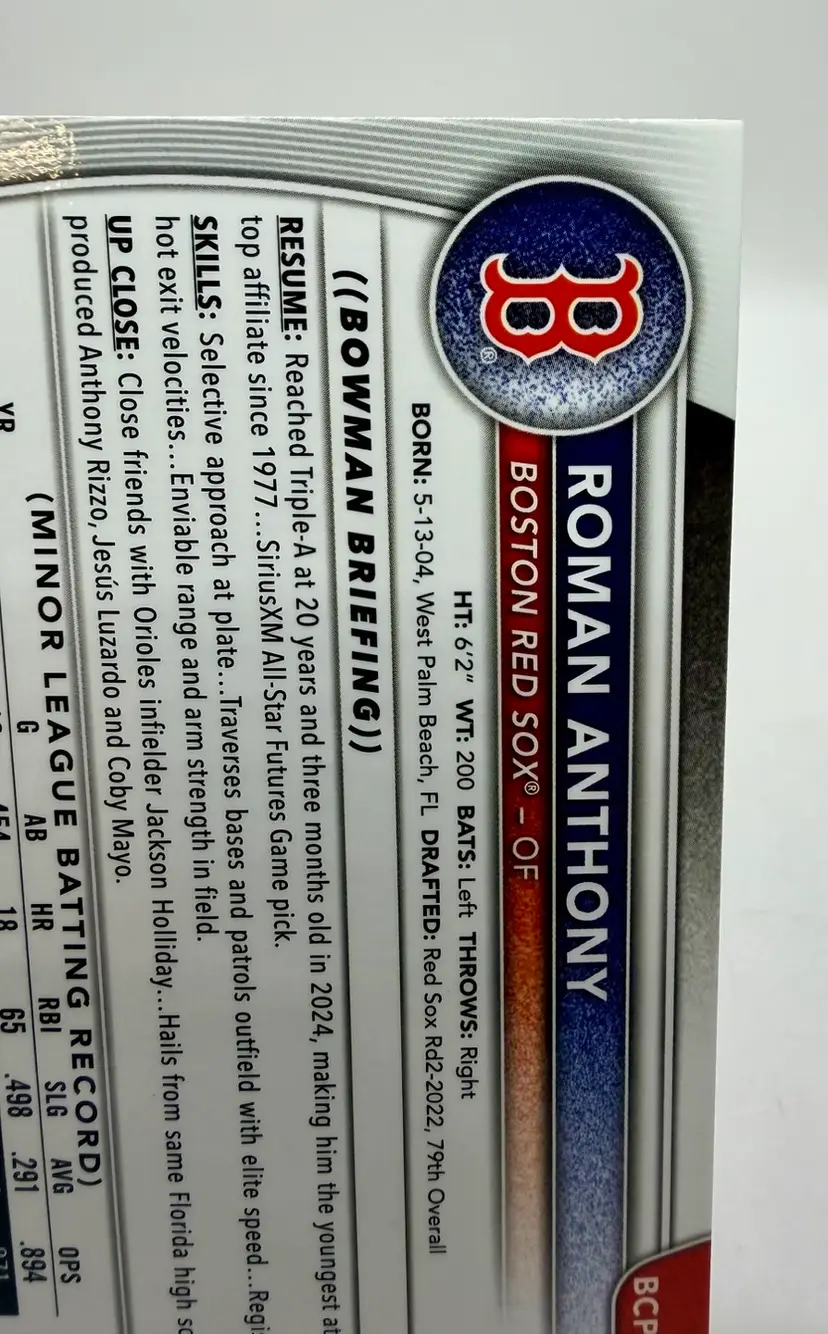 BCP
B
®
ROMAN ANTHONY
BOSTON RED SOX® – OF
HT: 6'2" WT: 200 BATS: Left THROWS: Right
BORN: 5-13-04, West Palm Beach, FL DRAFTED: Red Sox Rd2-2022, 79th Overall
((BOWMAN BRIEFING))
RESUME: Reached Triple-A at 20 years and three months old in 2024, making him the youngest at
top affiliate since 1977...SiriusXM All-Star Futures Game pick.
SKILLS: Selective approach at plate...Traverses bases and patrols outfield with elite speed...
hot exit velocities...Enviable range and arm strength in field.
UP CLOSE: Close friends with Orioles infielder Jackson Holliday...Hails from same Florida high
produced Anthony Rizzo, Jesús Luzardo and Coby Mayo.
(MINOR LEAGUE BATTING RECORD)
YR G AB HR RBI SLG AVG OPS
454 18 65 .498 .291 .894